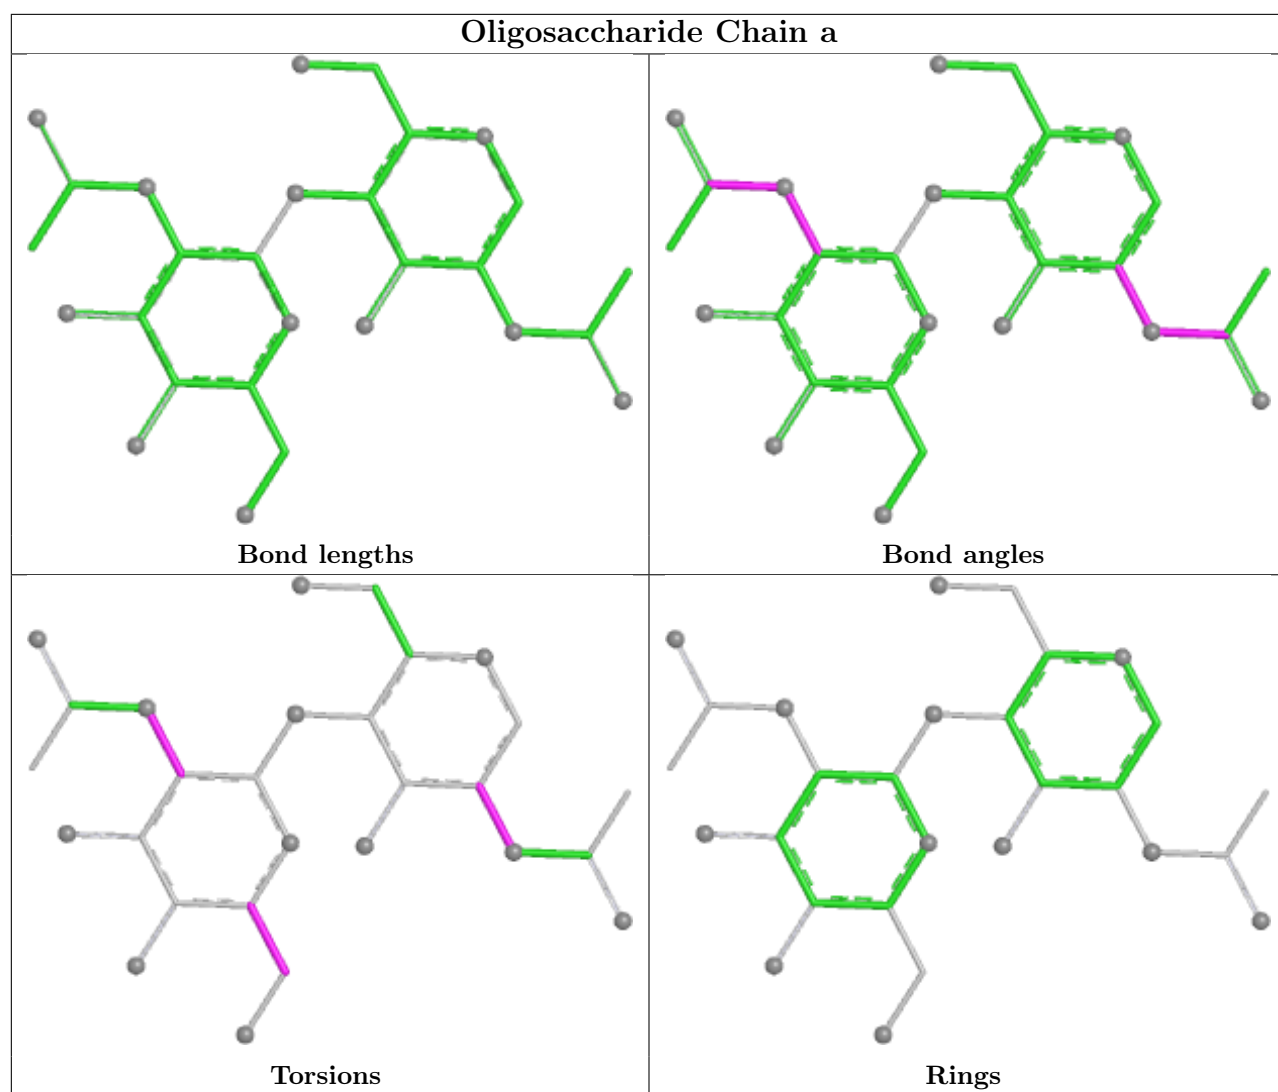 Oligosaccharide Chain a
Bond lengths
Bond angles
Torsions
Rings